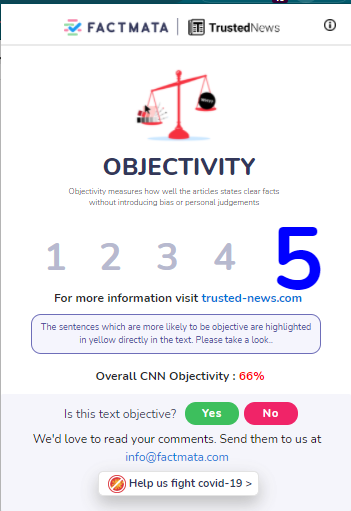 FACTMATA | TrustedNews
OBJECTIVITY
Objectivity measures how well the articles states clear facts
without introducing bias or personal judgements
1 2 3 4 5
For more information visit trusted-news.com
The sentences which are more likely to be objective are highlighted
in yellow directly in the text. Please take a look..
Overall CNN Objectivity : 66%
Is this text objective? Yes No
We'd love to read your comments. Send them to us at
info@factmata.com
Help us fight covid-19 >